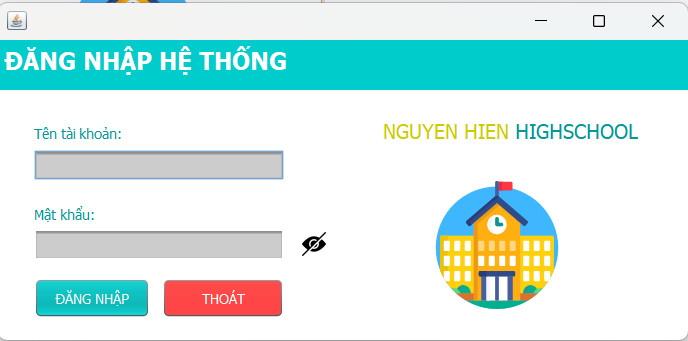 ĐĂNG NHẬP HỆ THỐNG
Tên tài khoản:
NGUYEN HIEN HIGHSCHOOL
Mật khẩu:
ĐĂNG NHẬP
THOÁT